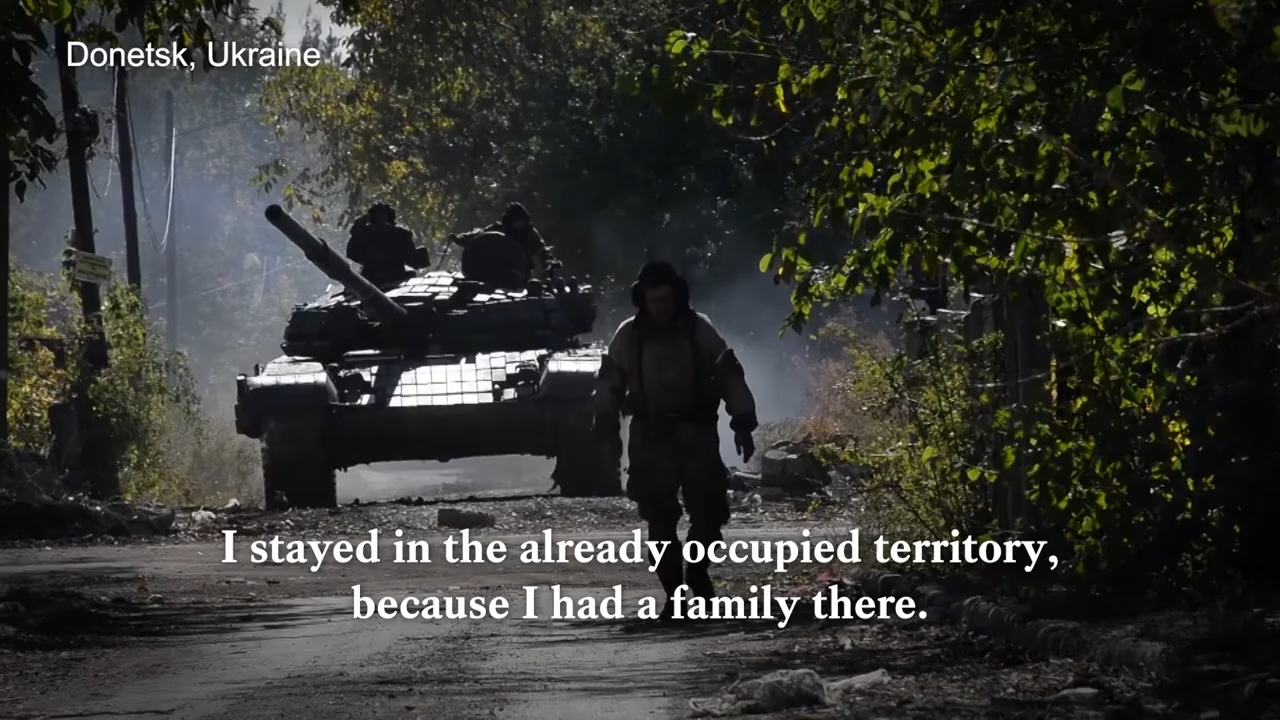 Donetsk, Ukraine
I stayed in the already occupied territory,
because I had a family there.